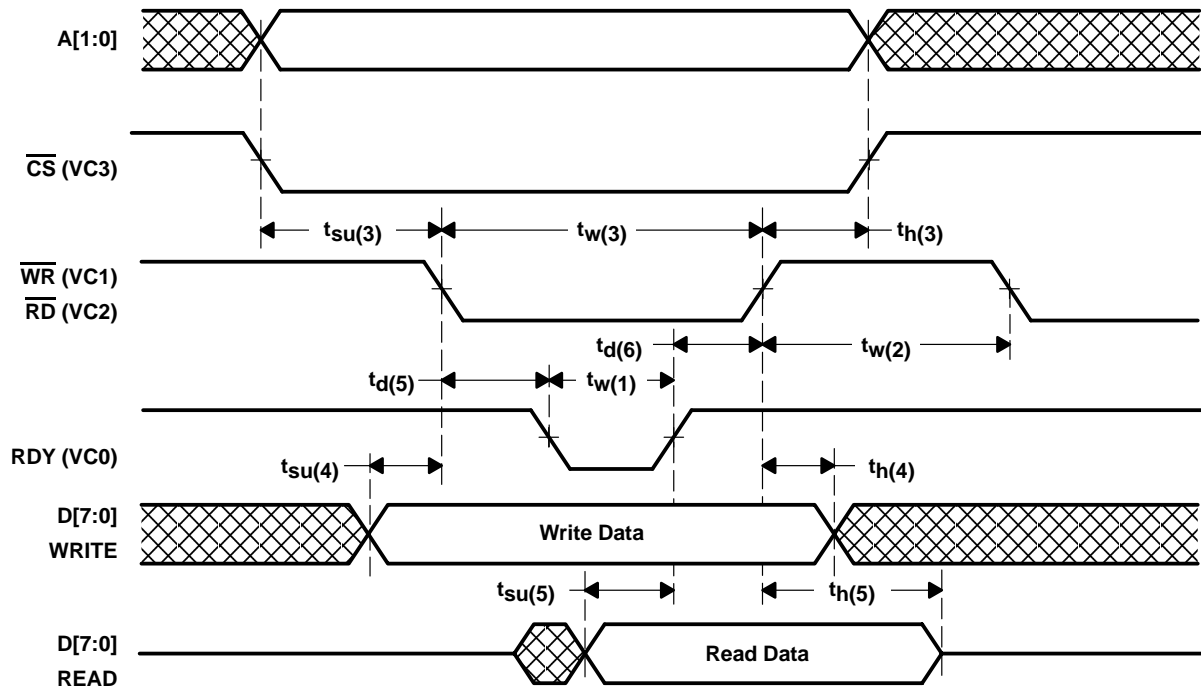 A[1:0]
CS (VC3)
tsu(3)
tw(3)
th(3)
WR (VC1)
RD (VC2)
td(6)
tw(2)
td(5)
tw(1)
RDY (VC0)
tsu(4)
th(4)
D[7:0]
WRITE
Write Data
tsu(5)
th(5)
D[7:0]
READ
Read Data